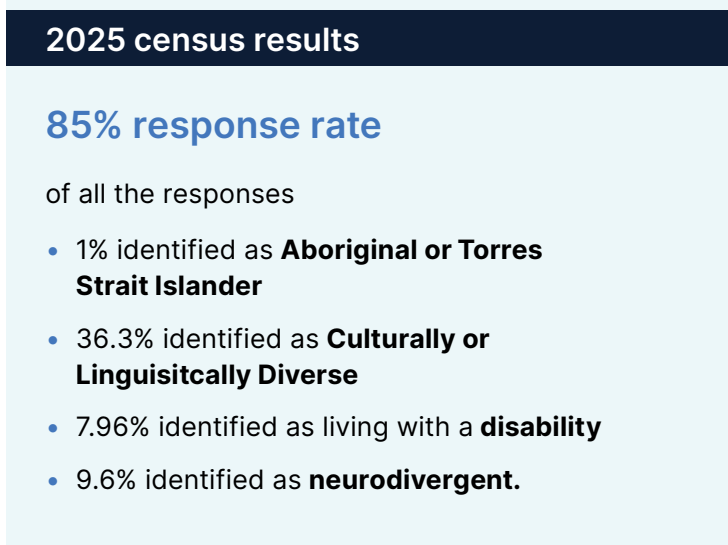 2025 census results
85% response rate
of all the responses
• 1% identified as Aboriginal or Torres
Strait Islander
• 36.3% identified as Culturally or
Linguisitcally Diverse
• 7.96% identified as living with a disability
• 9.6% identified as neurodivergent.